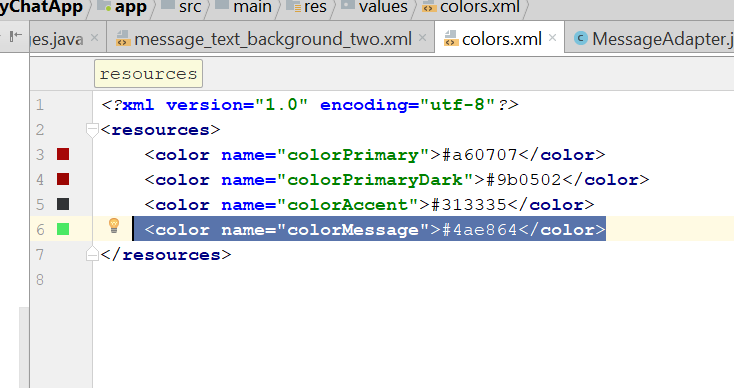 yChatApp app src main res values colors.xml
ges.java message_text_background_two.xml colors.xml MessageAdapter.j
resources
1 <?xml version="1.0" encoding="utf-8"?>
2 <resources>
3 <color name="colorPrimary">#a60707</color>
4 <color name="colorPrimaryDark">#9b0502</color>
5 <color name="colorAccent">#313335</color>
6 <color name="colorMessage">#4ae864</color>
7 </resources>
8